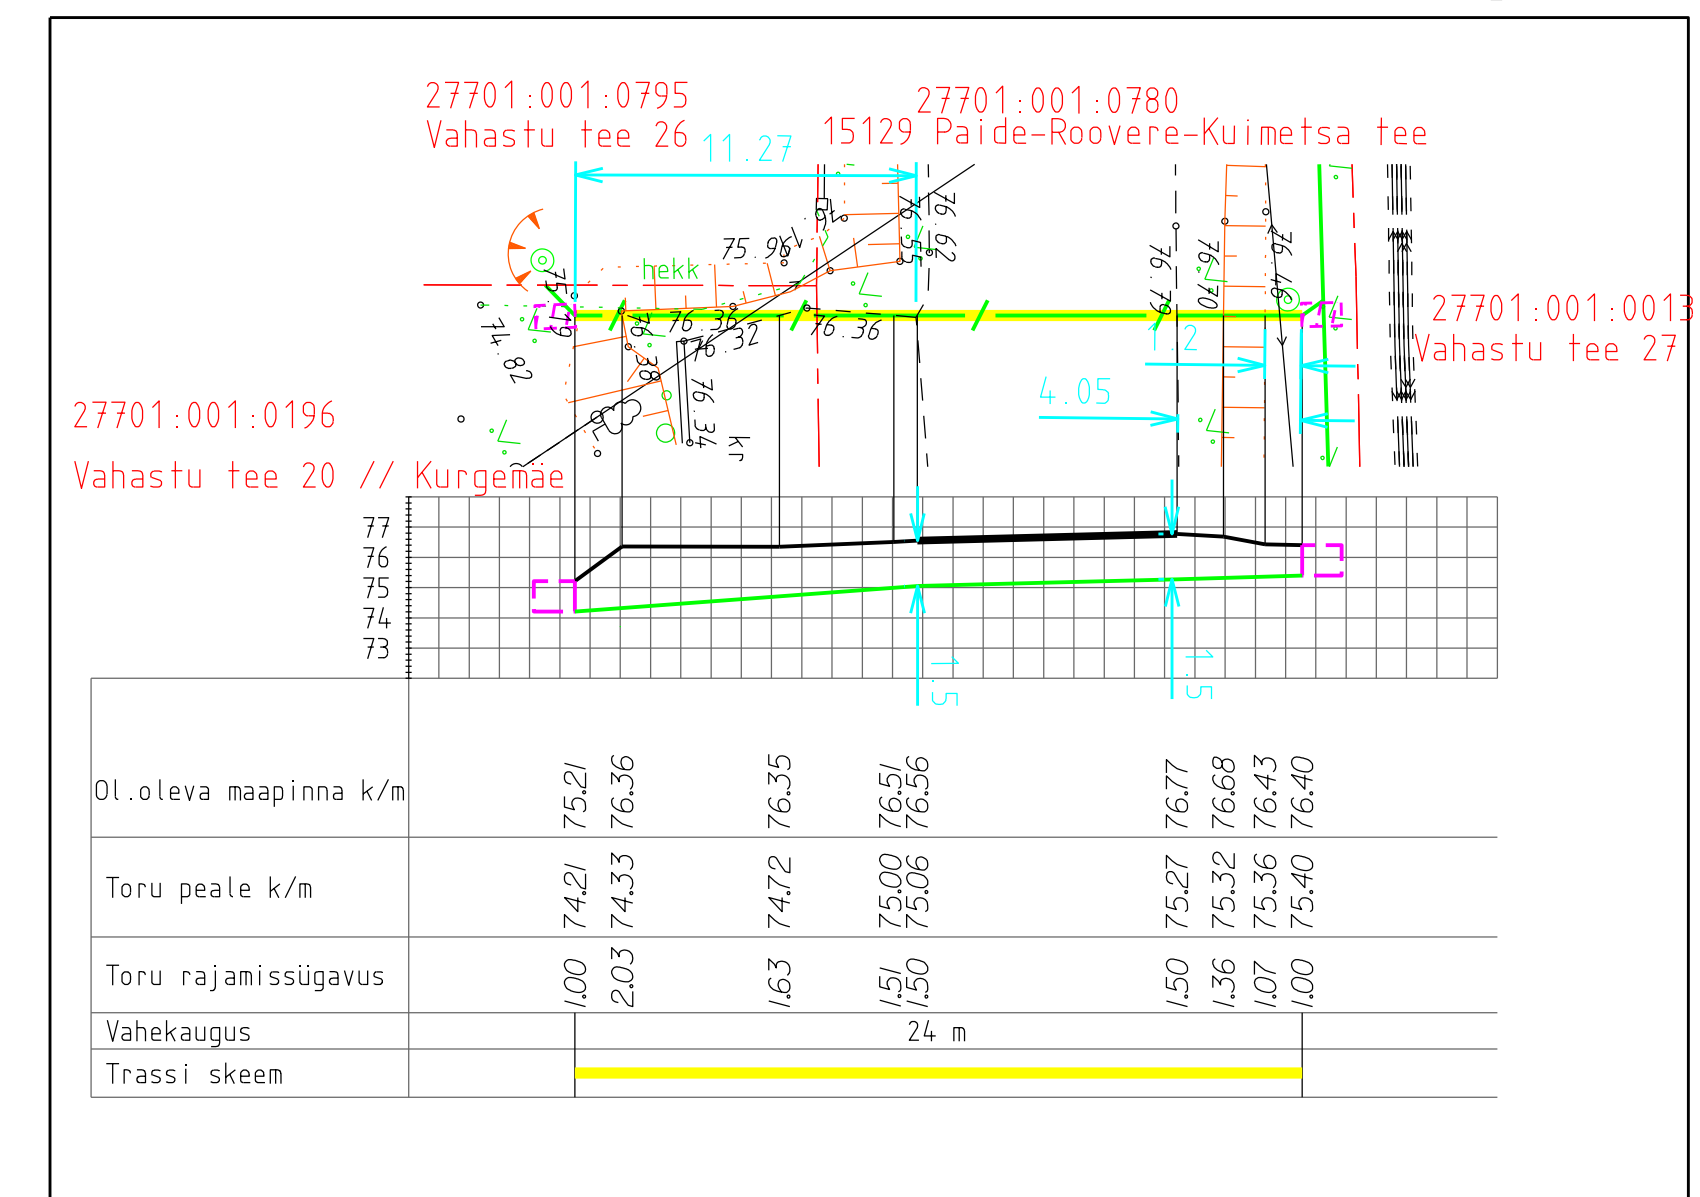 27701:001:0795
Vahastu tee 26
27701:001:0780
15129 Paide-Roovere-Kuimetsa tee
11.27
75.96
76.55
76.62
76.79
76.70
76.46
hekk
75.19
74.82
76.36
76.32
76.36
76.38
76.34
kr
1.2
4.05
27701:001:0013
Vahastu tee 27
27701:001:0196
Vahastu tee 20 // Kurgemäe
77
76
75
74
73
1.5
1.5
Ol.oleva maapinna k/m 75.21 76.36 76.35 76.51 76.56 76.77 76.68 76.43 76.40
Toru peale k/m 74.21 74.33 74.72 75.00 75.06 75.27 75.32 75.36 75.40
Toru rajamissügavus 1.00 2.03 1.63 1.51 1.50 1.50 1.36 1.07 1.00
Vahekaugus 24 m
Trassi skeem